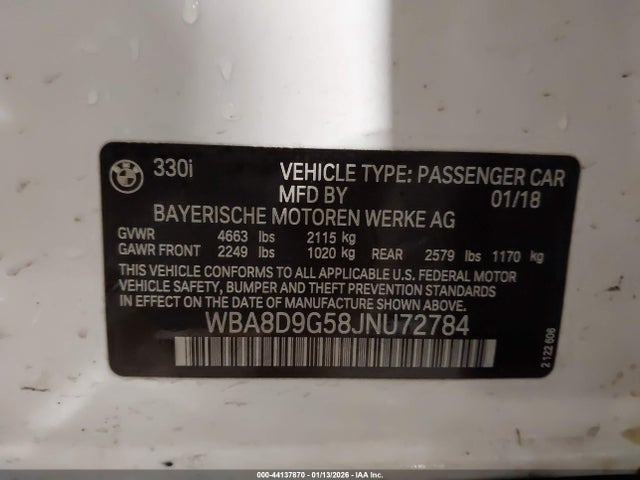 330i VEHICLE TYPE: PASSENGER CAR
MFD BY 01/18
BAYERISCHE MOTOREN WERKE AG
GVWR 4663 lbs 2115 kg
GAWR FRONT 2249 lbs 1020 kg REAR 2579 lbs 1170 kg
THIS VEHICLE CONFORMS TO ALL APPLICABLE U.S. FEDERAL MOTOR
VEHICLE SAFETY, BUMPER AND THEFT PREVENTION STANDARDS
IN EFFECT ON THE DATE OF MANUFACTURE SHOWN ABOVE.
WBA8D9G58JNU72784
2 122 606
000-44137870 - 01/13/2026 - IAA Inc.